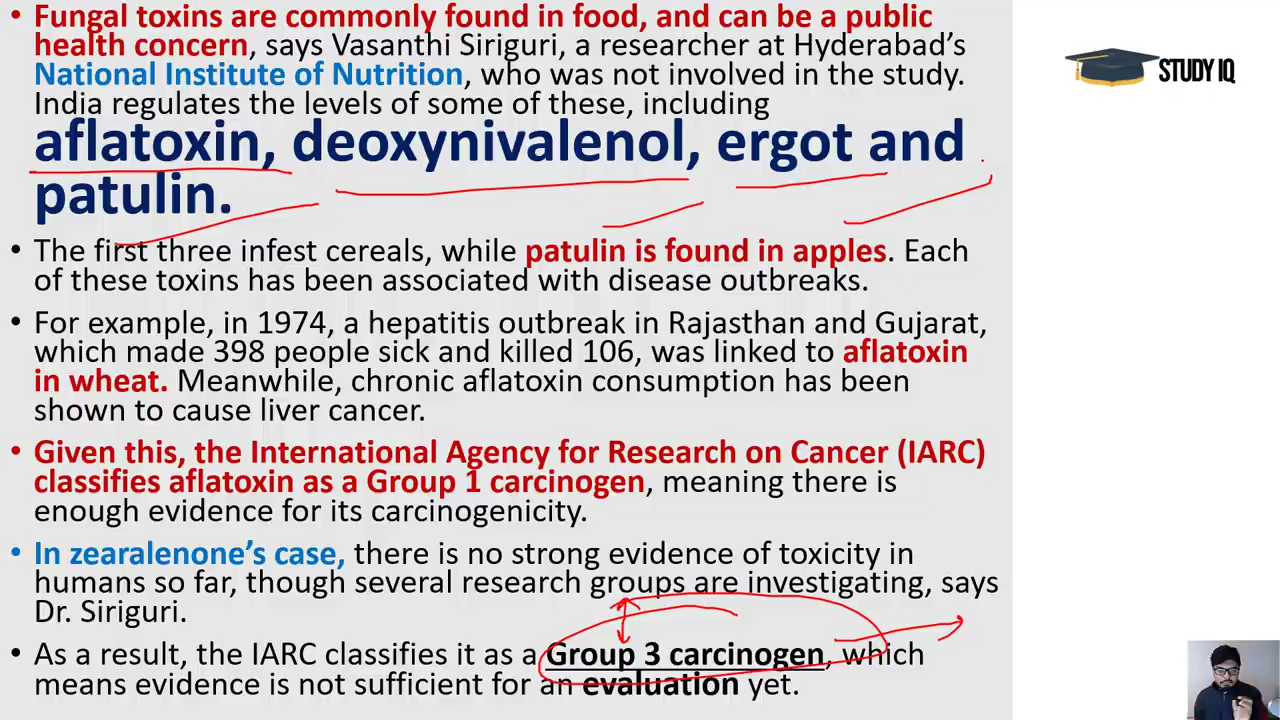 • Fungal toxins are commonly found in food, and can be a public
health concern, says Vasanthi Siriguri, a researcher at Hyderabad's
National Institute of Nutrition, who was not involved in the study.
India regulates the levels of some of these, including
aflatoxin, deoxynivalenol, ergot and
patulin.
• The first three infest cereals, while patulin is found in apples. Each
of these toxins has been associated with disease outbreaks.
• For example, in 1974, a hepatitis outbreak in Rajasthan and Gujarat,
which made 398 people sick and killed 106, was linked to aflatoxin
in wheat. Meanwhile, chronic aflatoxin consumption has been
shown to cause liver cancer.
• Given this, the International Agency for Research on Cancer (IARC)
classifies aflatoxin as a Group 1 carcinogen, meaning there is
enough evidence for its carcinogenicity.
• In zearalenone's case, there is no strong evidence of toxicity in
humans so far, though several research groups are investigating, says
Dr. Siriguri.
• As a result, the IARC classifies it as a Group 3 carcinogen, which
means evidence is not sufficient for an evaluation yet.
STUDY IQ